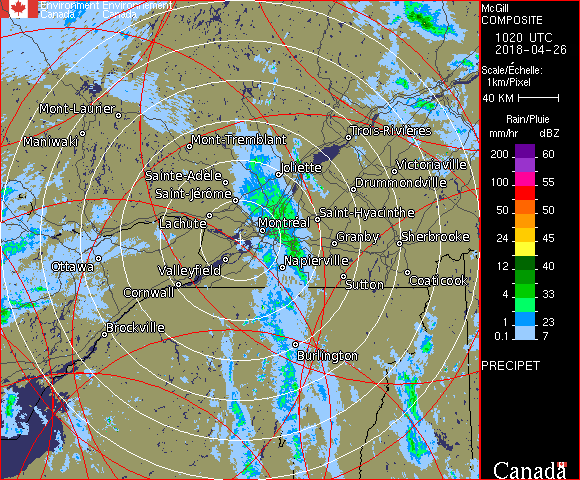 Environment Environnement
Canada Canada
McGill
COMPOSITE
1020 UTC
2018-04-26
Scale/Échelle:
1km/Pixel
40 KM
Rain/Pluie
mm/hr dBZ
200 60
100 55
50 50
24 45
12 40
4 33
1 23
0.1 7
PRECIPET
Canada
Mont-Laurier
Maniwaki
Mont-Tremblant
Trois-Rivières
Sainte-Adèle
Joliette
Victoriaville
Saint-Jérôme
Drummondville
Lachute
Montréal
Saint-Hyacinthe
Granby
Sherbrooke
Ottawa
Valleyfield
Napierville
Cornwall
Sutton
Coaticook
Brockville
Burlington